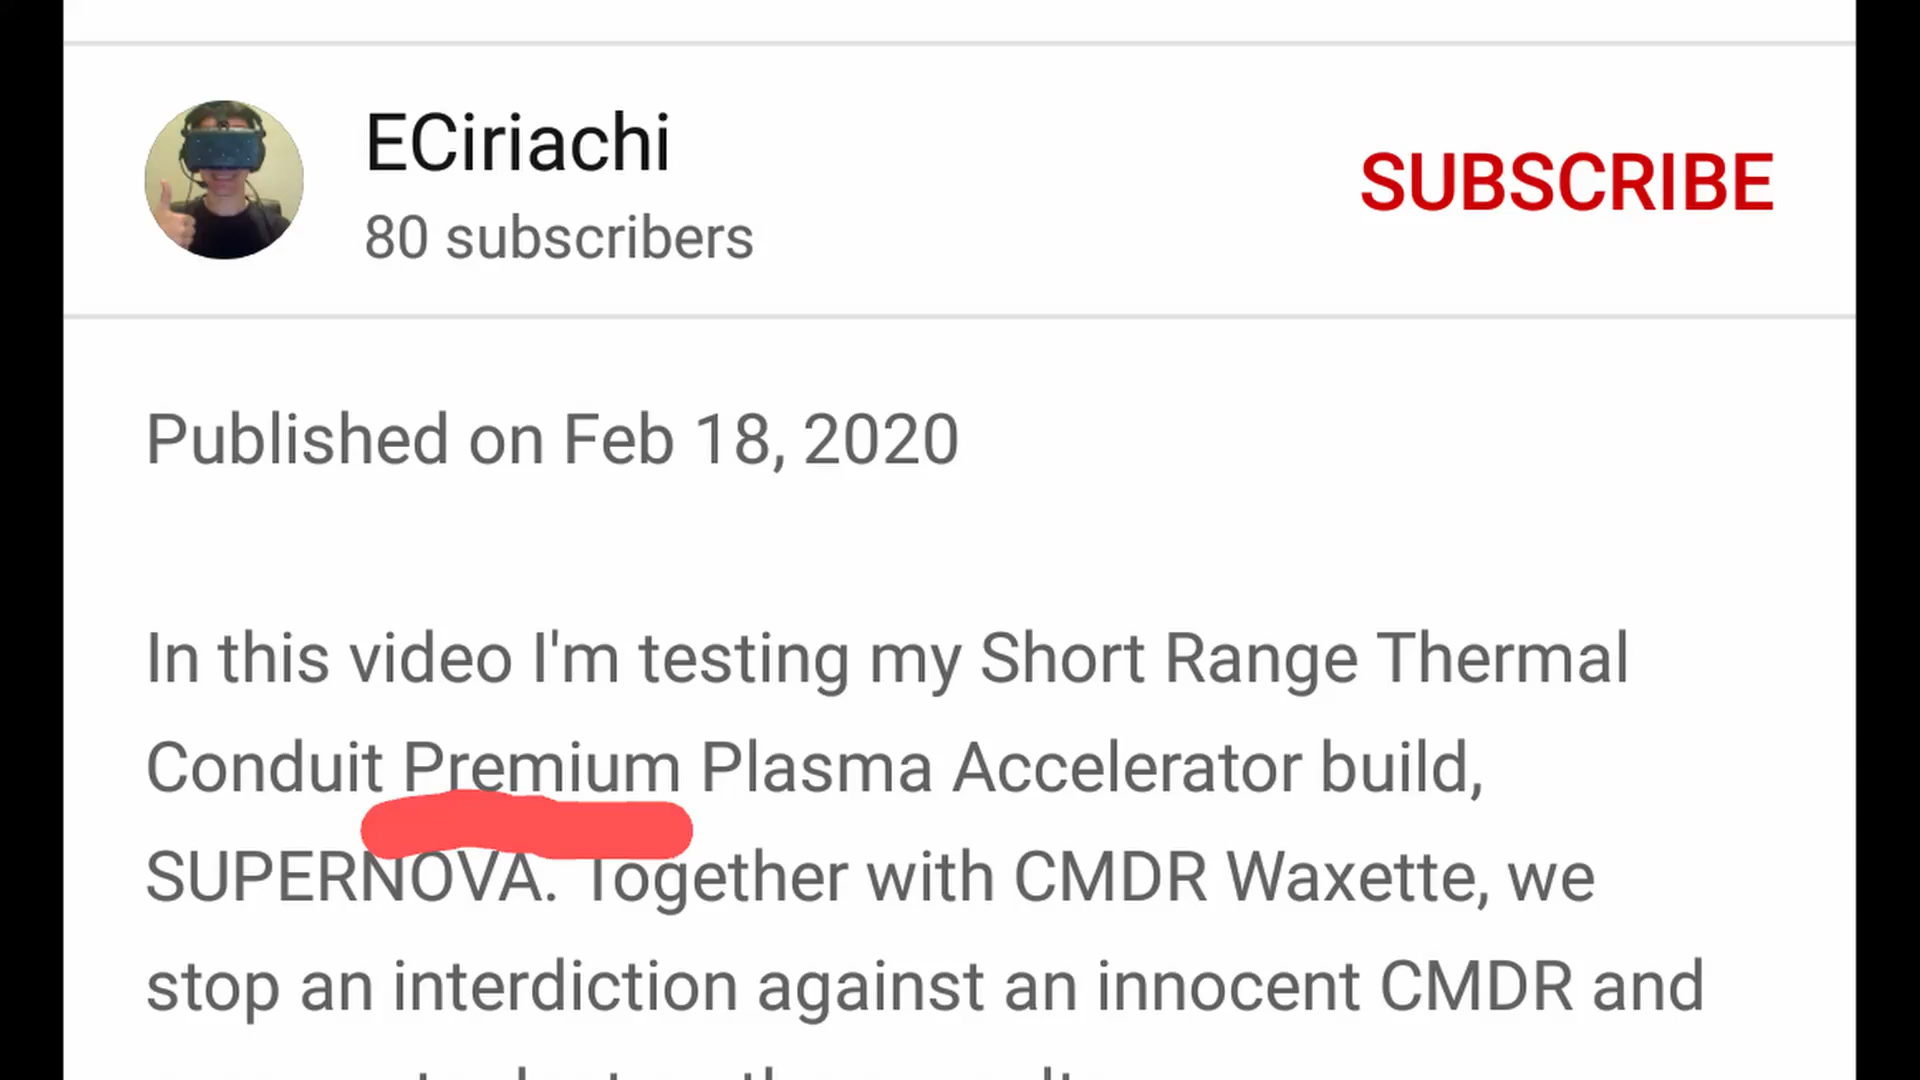 ECiriachi
SUBSCRIBE
80 subscribers
Published on Feb 18, 2020
In this video I'm testing my Short Range Thermal
Conduit Premium Plasma Accelerator build,
SUPERNOVA. Together with CMDR Waxette, we
stop an interdiction against an innocent CMDR and